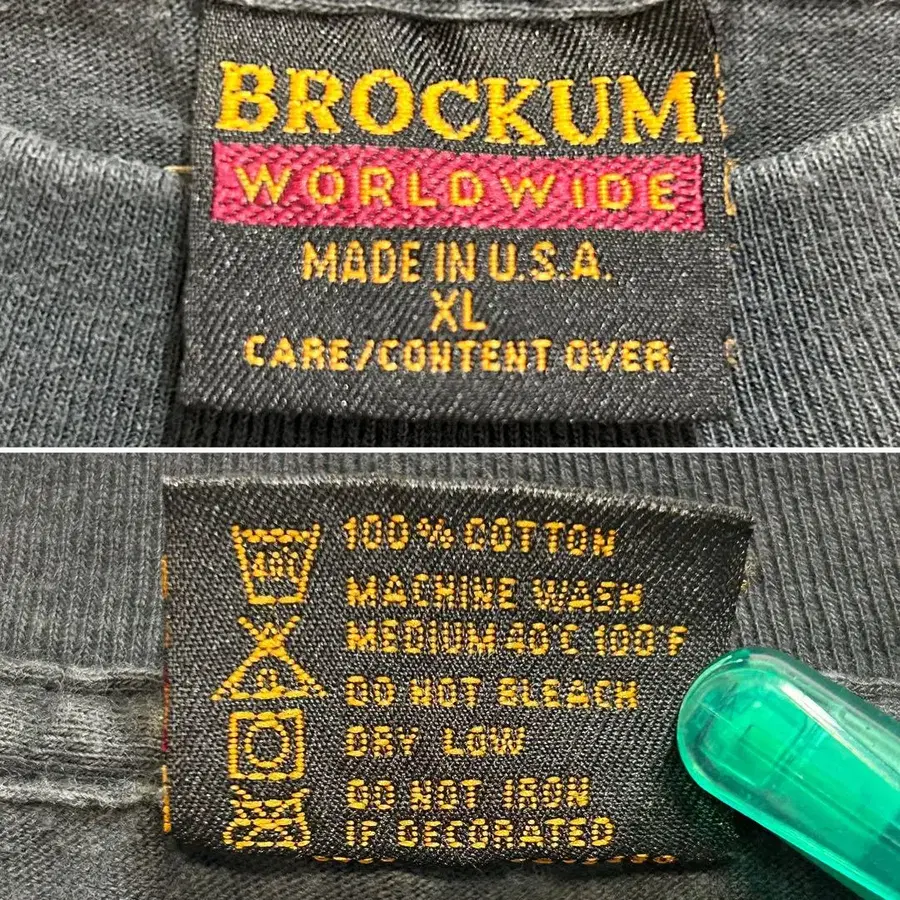 BROCKUM
WORLDWIDE
MADE IN U.S.A.
XL
CARE/CONTENT OVER
100% COTTON
MACHINE WASH
MEDIUM 40°C 100°F
DO NOT BLEACH
DRY LOW
DO NOT IRON
IF DECORATED